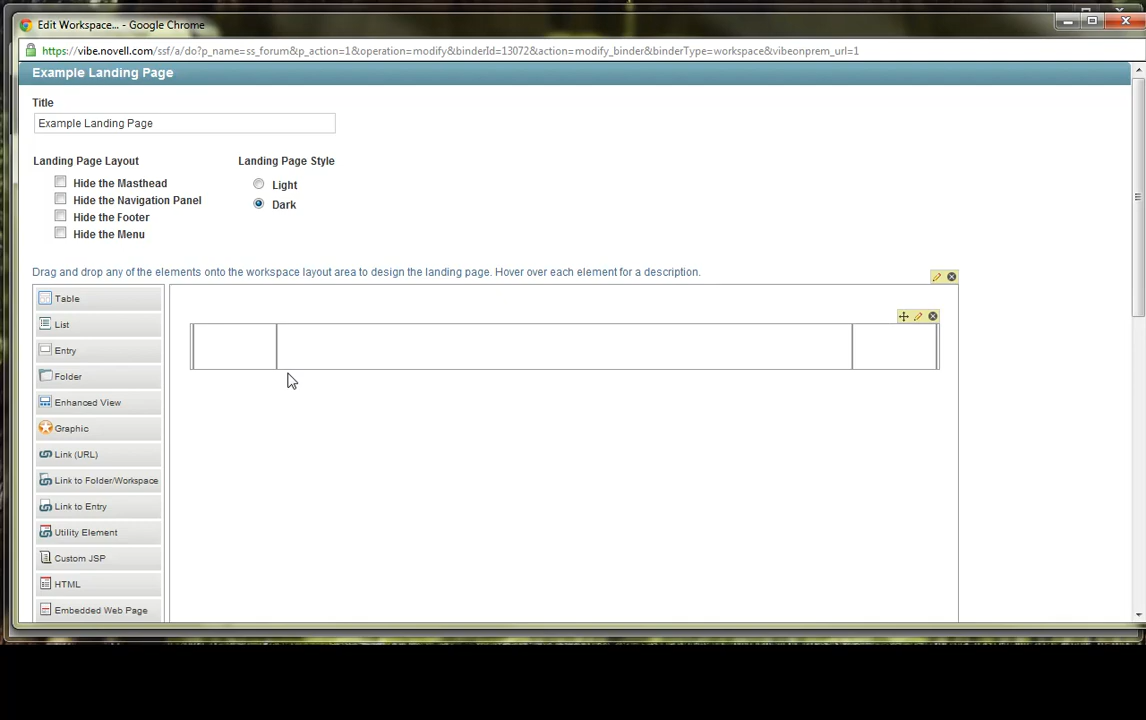 Edit Workspace... - Google Chrome
https://vibe.novell.com/ssf/a/do?p_name=ss_forum&p_action=1&operation=modify&binderId=13072&action=modify_binder&binderType=workspace&vibeonprem_url=1
Example Landing Page
Title
Example Landing Page
Landing Page Layout
Hide the Masthead
Hide the Navigation Panel
Hide the Footer
Hide the Menu
Landing Page Style
Light
Dark
Drag and drop any of the elements onto the workspace layout area to design the landing page. Hover over each element for a description.
Table
List
Entry
Folder
Enhanced View
Graphic
Link (URL)
Link to Folder/Workspace
Link to Entry
Utility Element
Custom JSP
HTML
Embedded Web Page